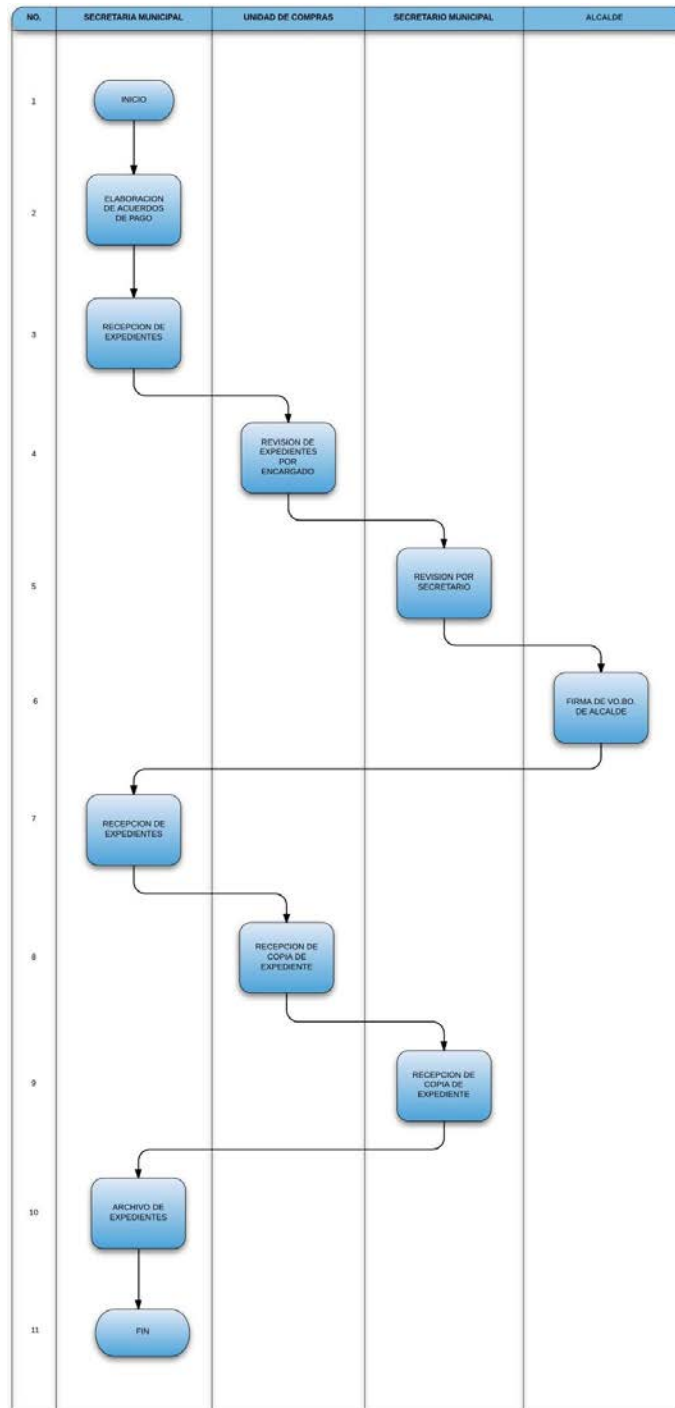 NO. SECRETARIA MUNICIPAL UNIDAD DE COMPRAS SECRETARIO MUNICIPAL ALCALDE
1
INICIO
2
ELABORACION
DE ACUERDOS
DE PAGO
3
RECEPCION DE
EXPEDIENTES
4
REVISION DE
EXPEDIENTES
POR
ENCARGADO
5
REVISION POR
SECRETARIO
6
FIRMA DE VO.BO.
DE ALCALDE
7
RECEPCION DE
EXPEDIENTES
8
RECEPCION DE
COPIA DE
EXPEDIENTE
9
RECEPCION DE
COPIA DE
EXPEDIENTE
10
ARCHIVO DE
EXPEDIENTES
11
FIN